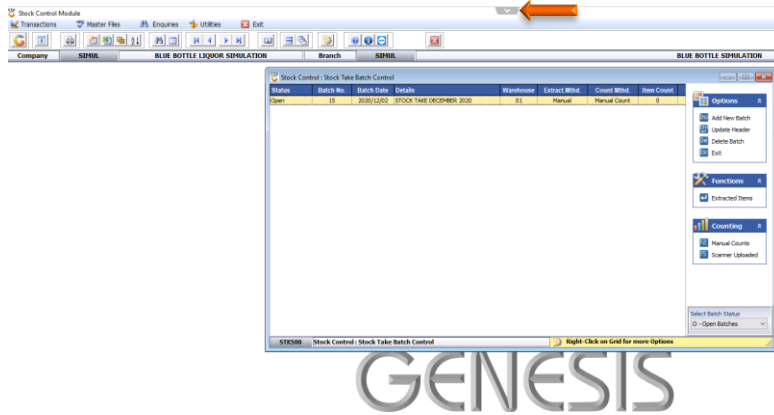 Stock Control Module
Transactions Master Files Enquiries Utilities Exit
Company SIMUL BLUE BOTTLE LIQUOR SIMULATION Branch SIMUL BLUE BOTTLE SIMULATION
Stock Control : Stock Take Batch Control
Status Batch No. Batch Date Details Warehouse Extract.Mthd. Count Mthd. Item Count
Open 15 2020/12/02 STOCK TAKE DECEMBER 2020 01 Manual Manual Count 0
Options
Add New Batch
Update Header
Delete Batch
Exit
Functions
Extracted Items
Counting
Manual Counts
Scanner Uploaded
Select Batch Status
O - Open Batches
STK580 Stock Control : Stock Take Batch Control Right-Click on Grid for more Options
GENESIS